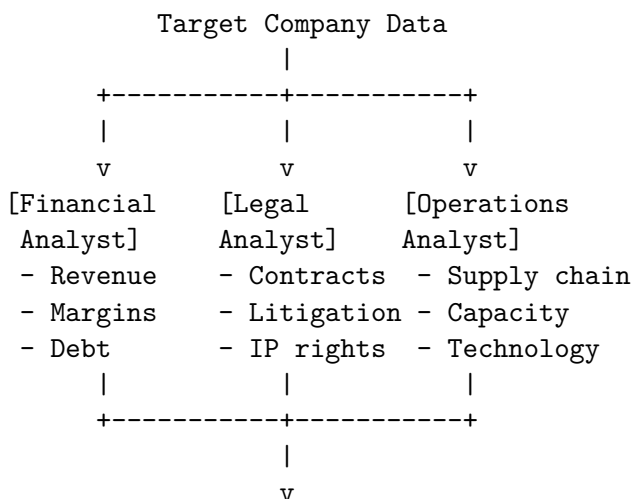 Target Company Data
|
+-----------+-----------+
| | |
v v v
[Financial [Legal [Operations
Analyst] Analyst] Analyst]
- Revenue - Contracts - Supply chain
- Margins - Litigation - Capacity
- Debt - IP rights - Technology
| | |
+-----------+-----------+
|
v